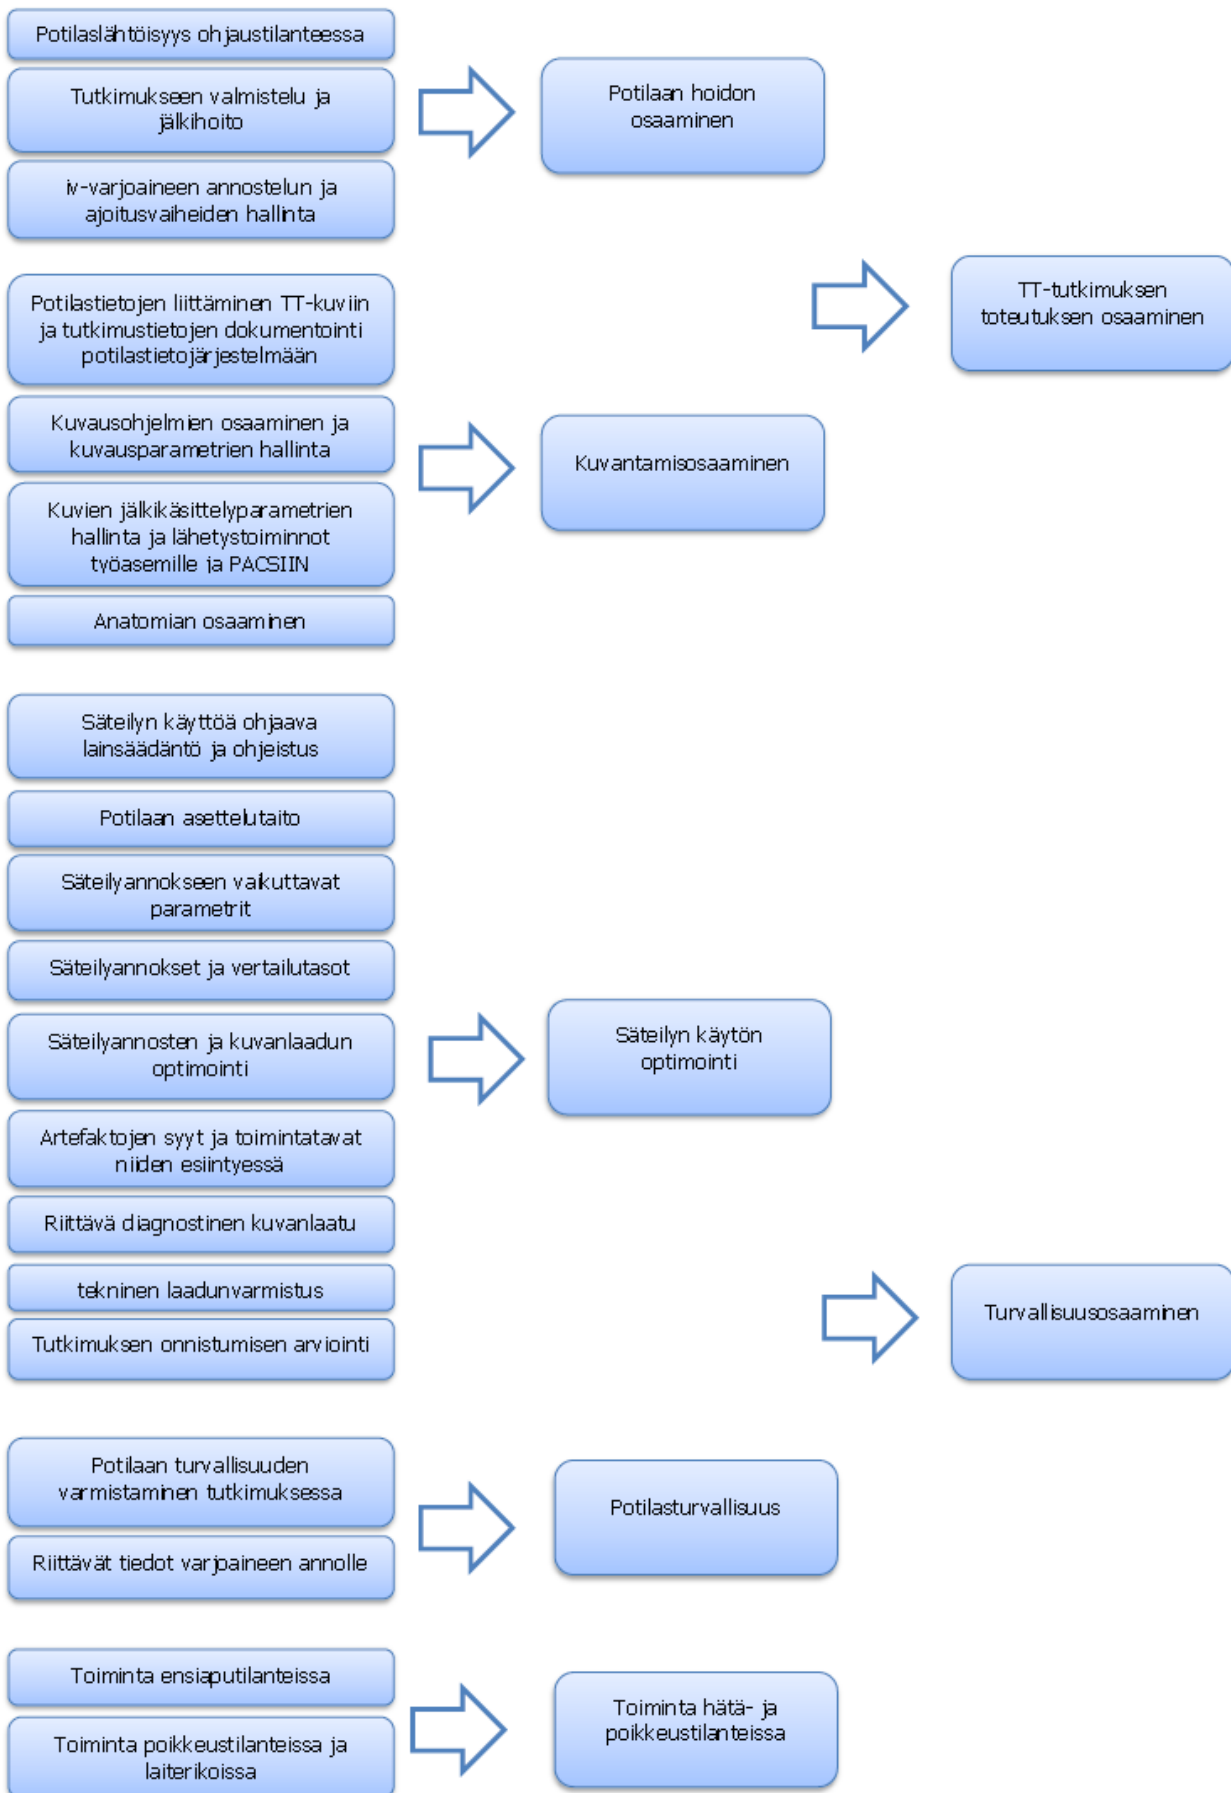 Potilaslähtöisyys ohjaustilanteessa
Tutkimukseen valmistelu ja
jälkihoito
iv-varjoaineen annostelun ja
ajoitusvaiheiden hallinta
Potilaan hoidon
osaaminen
Potilastietojen liittäminen TT-kuviin
ja tutkimustietojen dokumentointi
potilastietojärjestelmään
Kuvausohjelmien osaaminen ja
kuvausparametrien hallinta
Kuvien jälkikäsittelyparametrien
hallinta ja lähetystoiminnot
työasemille ja PACSIIN
Anatomian osaaminen
Kuvantamisosaaminen
TT-tutkimuksen
toteutuksen osaaminen
Säteilyn käyttöä ohjaava
lainsäädäntö ja ohjeistus
Potilaan asettelutaito
Säteilyannokseen vaikuttavat
parametrit
Säteilyannokset ja vertailutasot
Säteilyannosten ja kuvanlaadun
optimointi
Artefaktojen syyt ja toimintatavat
niiden esiintyessä
Riittävä diagnostinen kuvanlaatu
tekninen laadunvarmistus
Tutkimuksen onnistumisen arviointi
Säteilyn käytön
optimointi
Turvallisuusosaaminen
Potilaan turvallisuuden
varmistaminen tutkimuksessa
Riittävät tiedot varjoaineen annolle
Potilasturvallisuus
Toiminta ensiaputilanteissa
Toiminta poikkeustilanteissa ja
laiterikoissa
Toiminta hätä- ja
poikkeustilanteissa